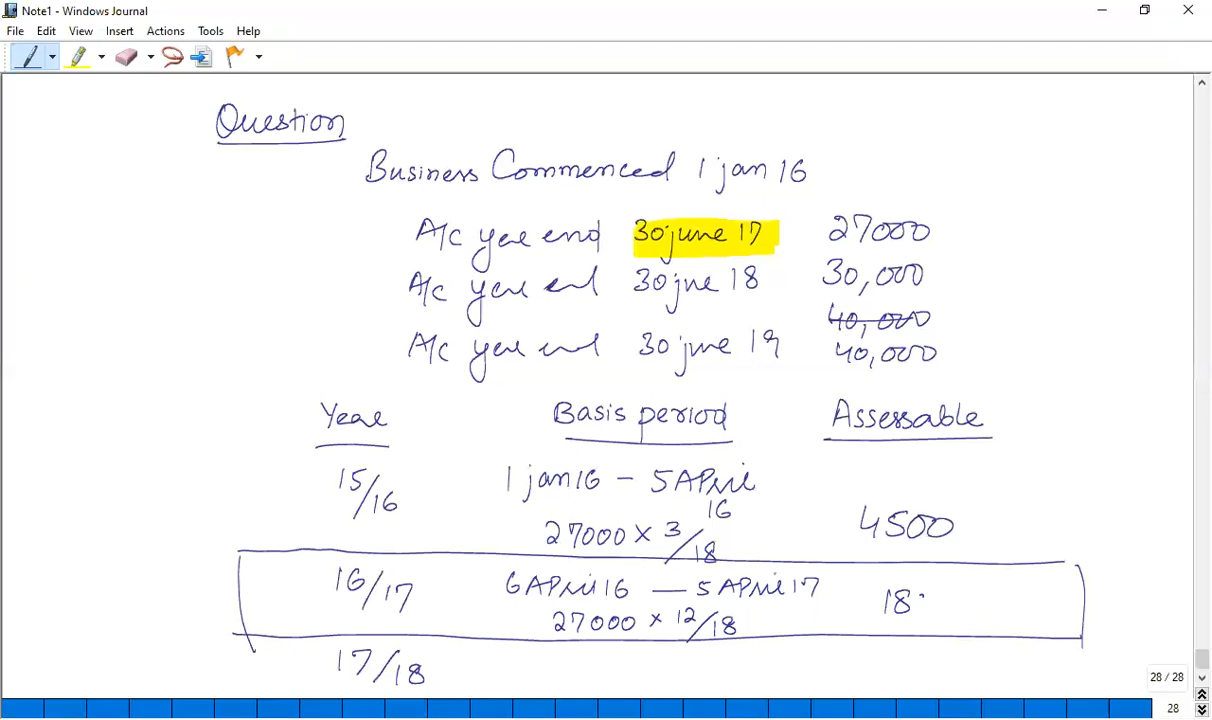 Note1 - Windows Journal
File Edit View Insert Actions Tools Help
Question
Business Commenced 1 jan 16
A/c year end 30 june 17 27000
A/c year end 30 jne 18 30,000
40,000
A/c year end 30 june 19 40,000
Year Basis period Assessable
15/16 1 jan 16 - 5 April 16
27000 × 3/18 4500
16/17 6 April 16 — 5 April 17 18
27000 × 12/18
17/18
28 / 28
28